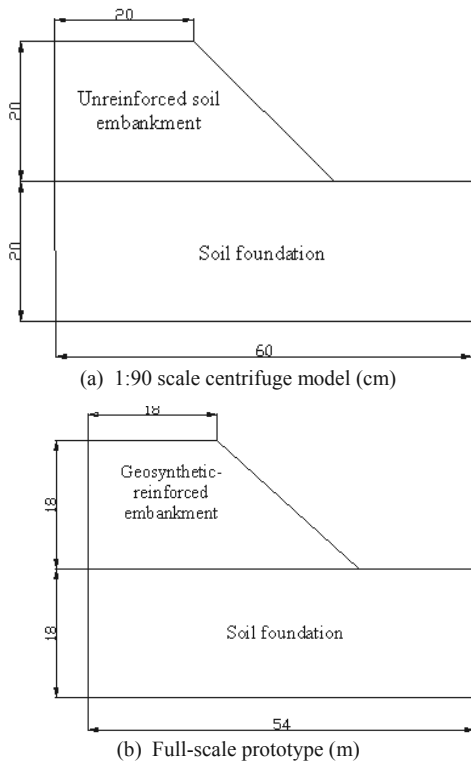 20
Unreinforced soil
embankment
20
20
Soil foundation
60
(a) 1:90 scale centrifuge model (cm)
18
Geosynthetic-
reinforced
embankment
18
18
Soil foundation
54
(b) Full-scale prototype (m)